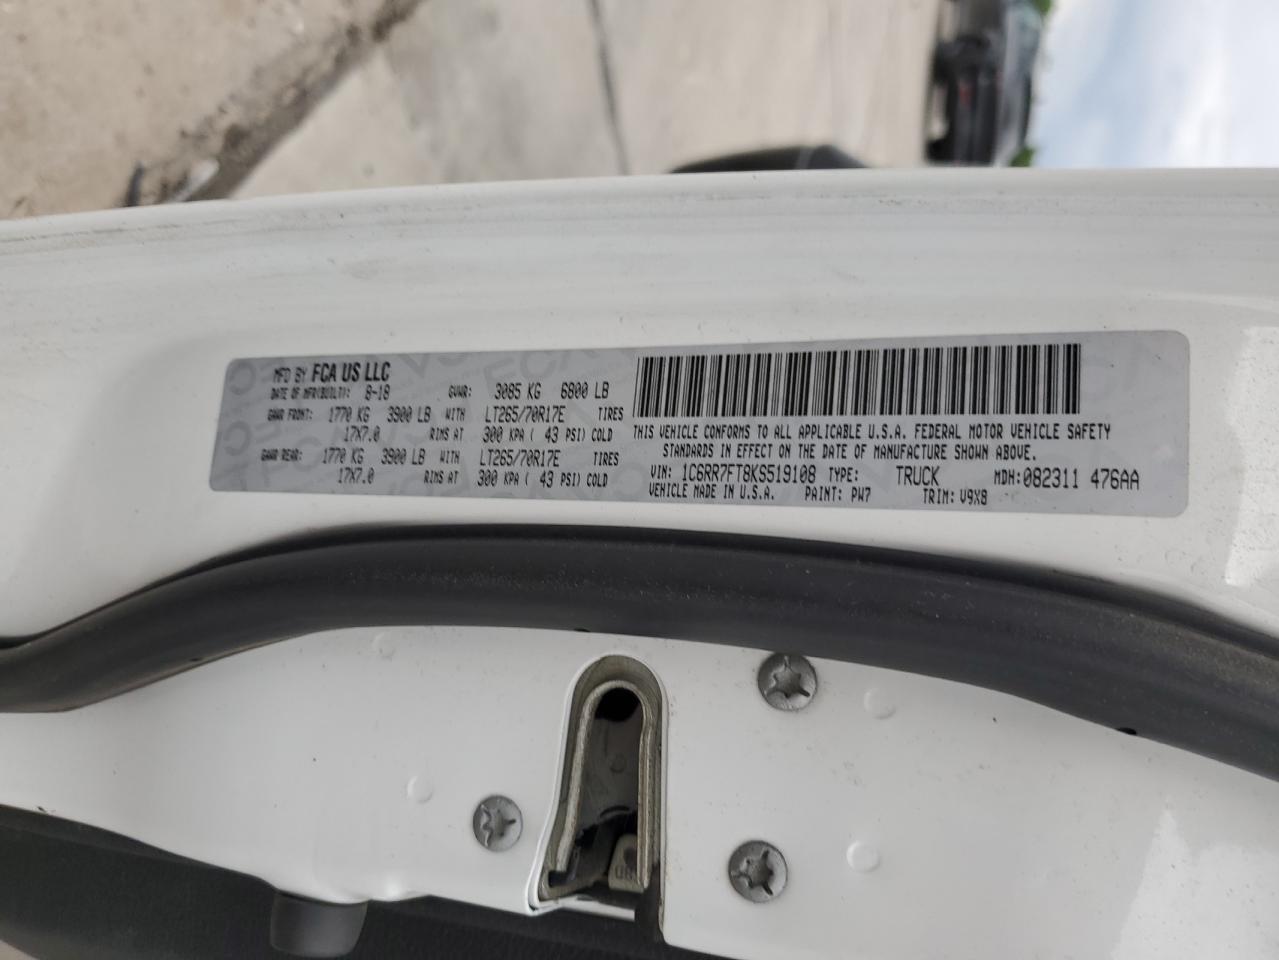 MFD BY FCA US LLC
DATE OF MFR(BUILT): 8-18 GVWR: 3085 KG 6800 LB
GAWR FRONT: 1770 KG 3900 LB WITH LT265/70R17E TIRES
17X7.0 RIMS AT 300 KPA ( 43 PSI) COLD
GAWR REAR: 1770 KG 3900 LB WITH LT265/70R17E TIRES
17X7.0 RIMS AT 300 KPA ( 43 PSI) COLD
THIS VEHICLE CONFORMS TO ALL APPLICABLE U.S.A. FEDERAL MOTOR VEHICLE SAFETY
STANDARDS IN EFFECT ON THE DATE OF MANUFACTURE SHOWN ABOVE.
VIN: 1C6RR7FT8KS519108 TYPE: TRUCK MDH: 082311 476AA
VEHICLE MADE IN U.S.A. PAINT: PW7 TRIM: V9X8